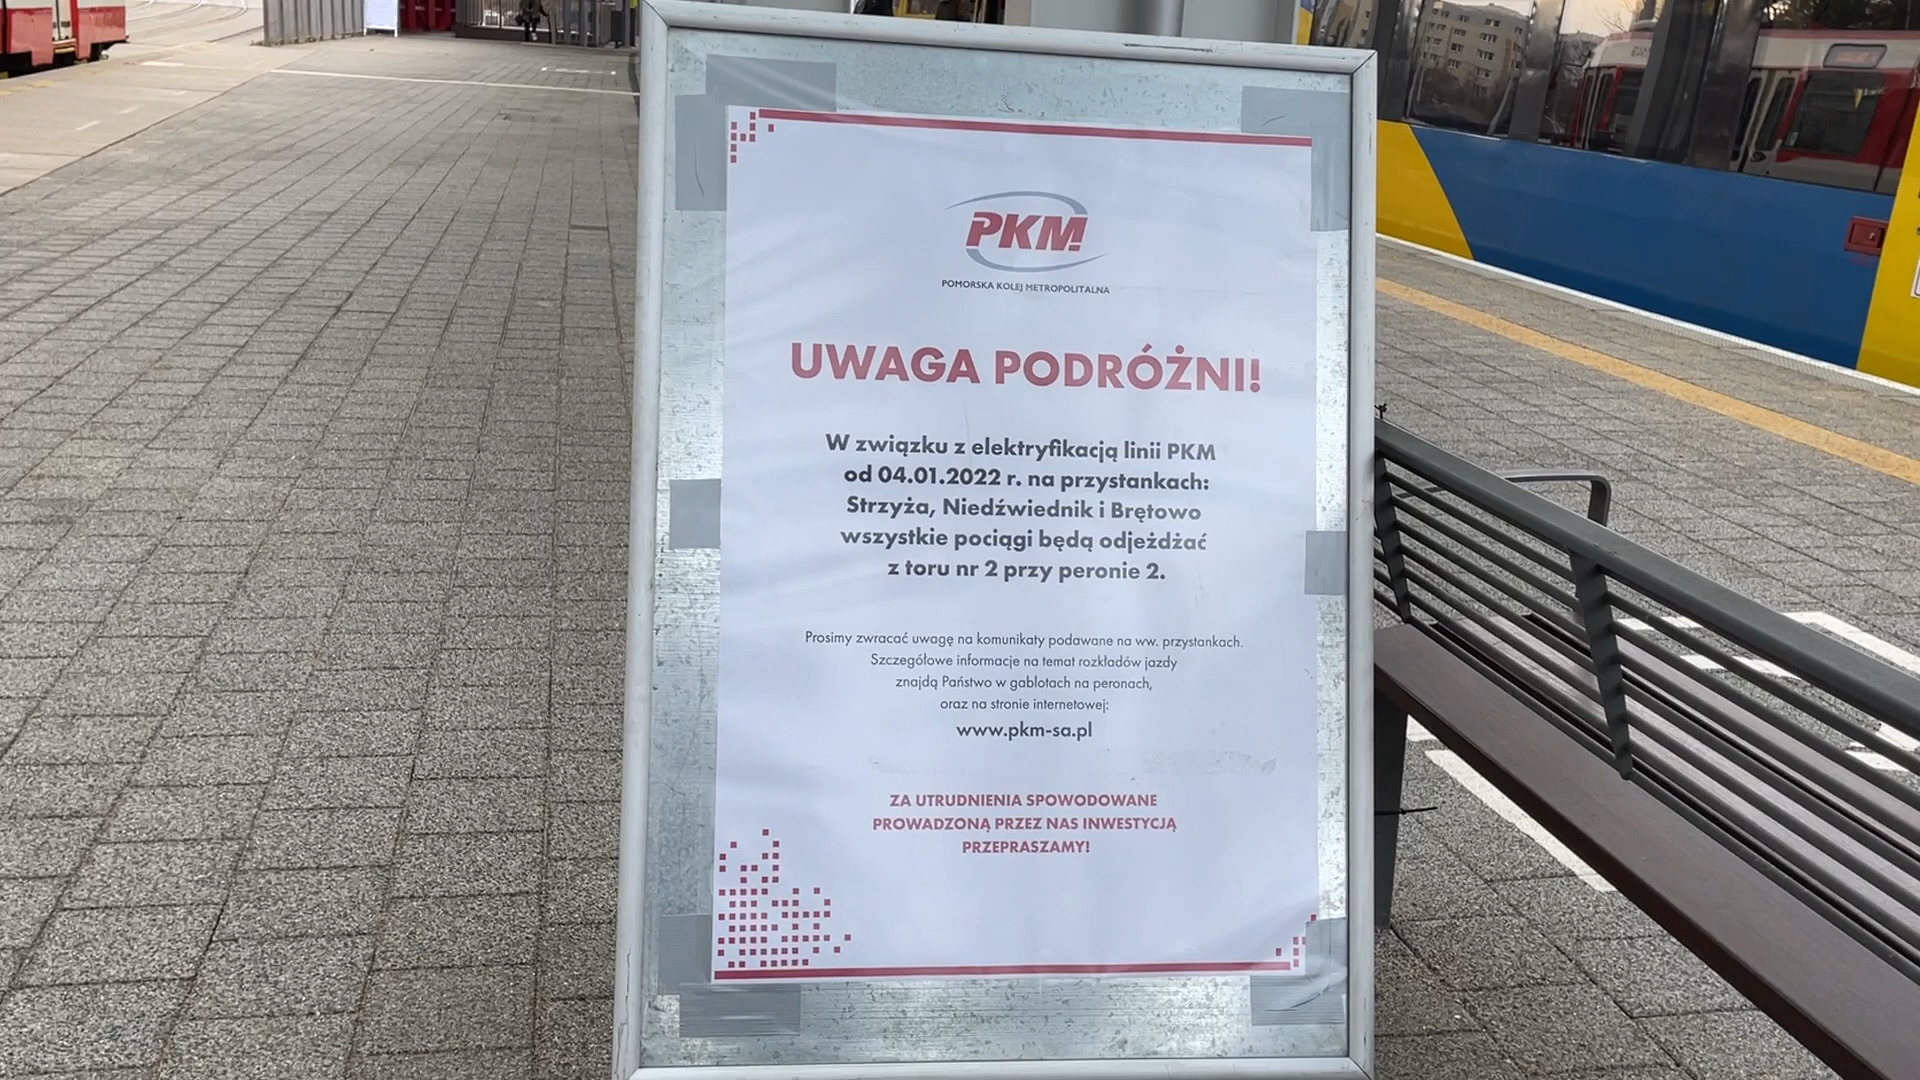 PKM
POMORSKA KOLEJ METROPOLITALNA
UWAGA PODRÓŻNI!
W związku z elektryfikacją linii PKM
od 04.01.2022 r. na przystankach:
Strzyża, Niedźwiednik i Brętowo
wszystkie pociągi będą odjeżdżać
z toru nr 2 przy peronie 2.
Prosimy zwracać uwagę na komunikaty podawane na ww. przystankach.
Szczegółowe informacje na temat rozkładów jazdy
znajdą Państwo w gablotach na peronach,
oraz na stronie internetowej:
www.pkm-sa.pl
ZA UTRUDNIENIA SPOWODOWANE
PROWADZONĄ PRZEZ NAS INWESTYCJĄ
PRZEPRASZAMY!